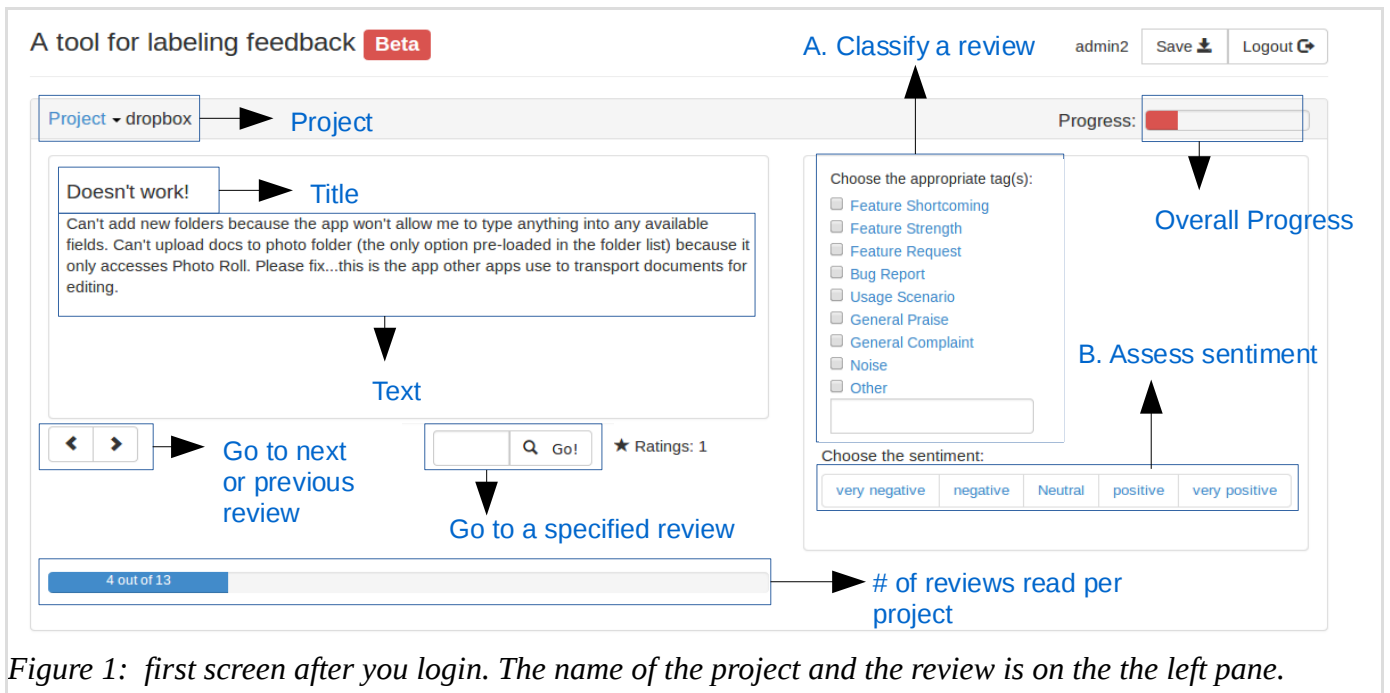 A tool for labeling feedback Beta
A. Classify a review
admin2 Save Logout
Project dropbox
Project
Progress:
Doesn't work!
Title
Can't add new folders because the app won't allow me to type anything into any available
fields. Can't upload docs to photo folder (the only option pre-loaded in the folder list) because it
only accesses Photo Roll. Please fix...this is the app other apps use to transport documents for
editing.
Text
Choose the appropriate tag(s):
Feature Shortcoming
Feature Strength
Feature Request
Bug Report
Usage Scenario
General Praise
General Complaint
Noise
Other
Overall Progress
B. Assess sentiment
Go to next
or previous
review
Go! Ratings: 1
Go to a specified review
Choose the sentiment:
very negative negative Neutral positive very positive
4 out of 13
# of reviews read per
project
Figure 1: first screen after you login. The name of the project and the review is on the the left pane.